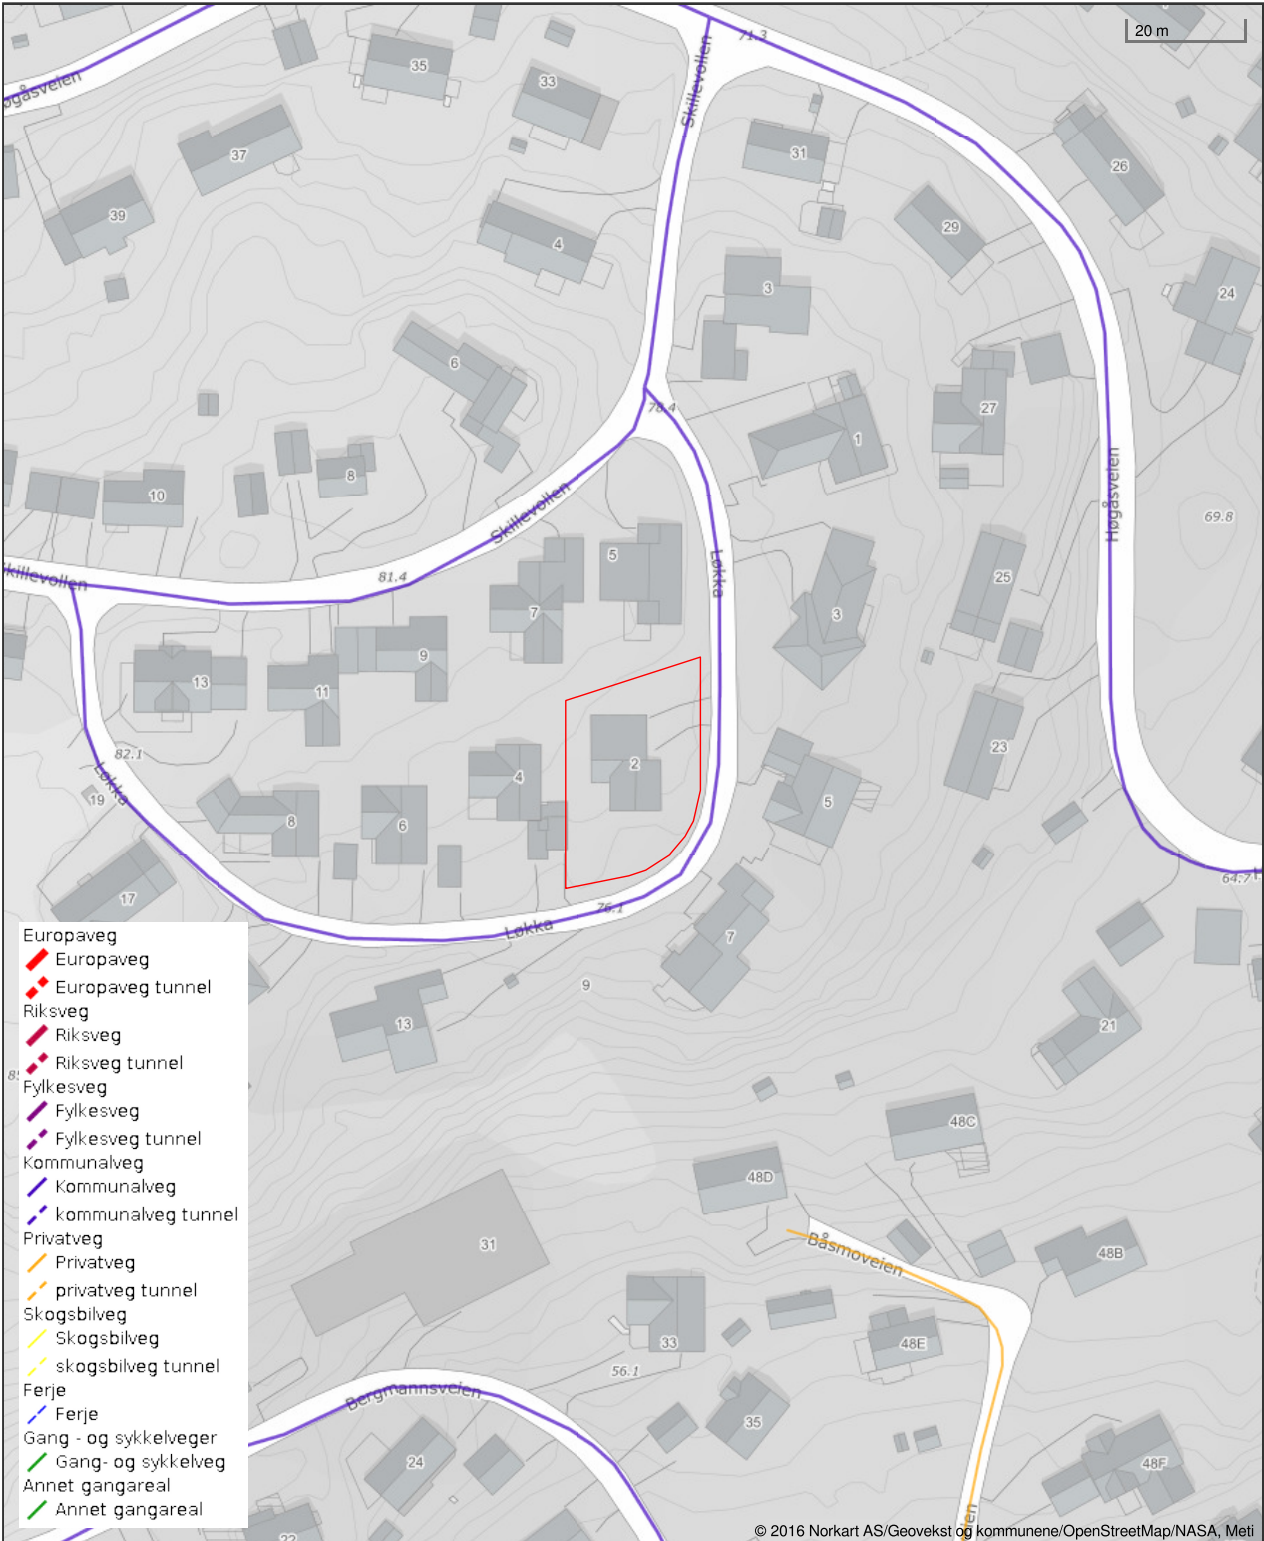 20 m
71.3
Skillevollen
35
33
31
26
37
39
4
29
24
3
6
78.4
27
1
8
10
Skillevollen
Høgåsveien
69.8
81.4
5
Løkka
25
7
3
9
13
11
82.1
Løkka
19
4
2
23
5
8
6
17
76.1
Løkka
64.7
7
9
13
21
48C
48D
31
Båsmoveien
48B
33
48E
56.1
Bergmannsveien
35
24
48F
Europaveg
Europaveg
Europaveg tunnel
Riksveg
Riksveg
Riksveg tunnel
Fylkesveg
Fylkesveg
Fylkesveg tunnel
Kommunalveg
Kommunalveg
kommunalveg tunnel
Privatveg
Privatveg
privatveg tunnel
Skogsbilveg
Skogsbilveg
skogsbilveg tunnel
Ferje
Ferje
Gang - og sykkelveger
Gang- og sykkelveg
Annet gangareal
Annet gangareal
© 2016 Norkart AS/Geovekst og kommunene/OpenStreetMap/NASA, Meti